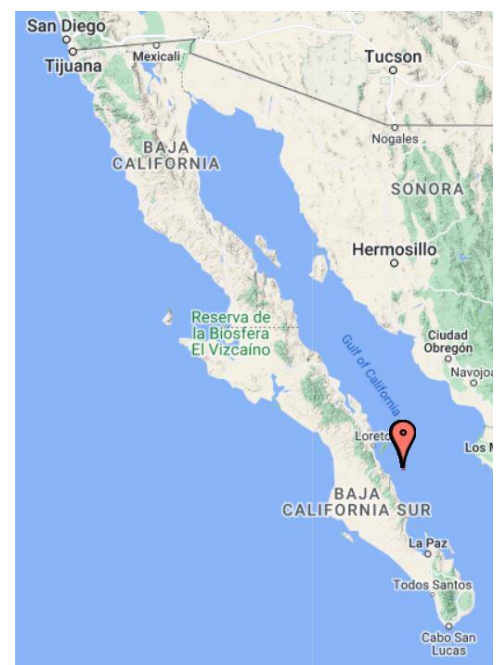 San Diego
Tijuana
Mexicali
Tucson
Nogales
BAJA
CALIFORNIA
SONORA
Hermosillo
Reserva de
la Biosfera
El Vizcaíno
Gulf of California
Ciudad
Obregón
Navojoa
Loreto
Los M
BAJA
CALIFORNIA SUR
La Paz
Todos Santos
Cabo San
Lucas